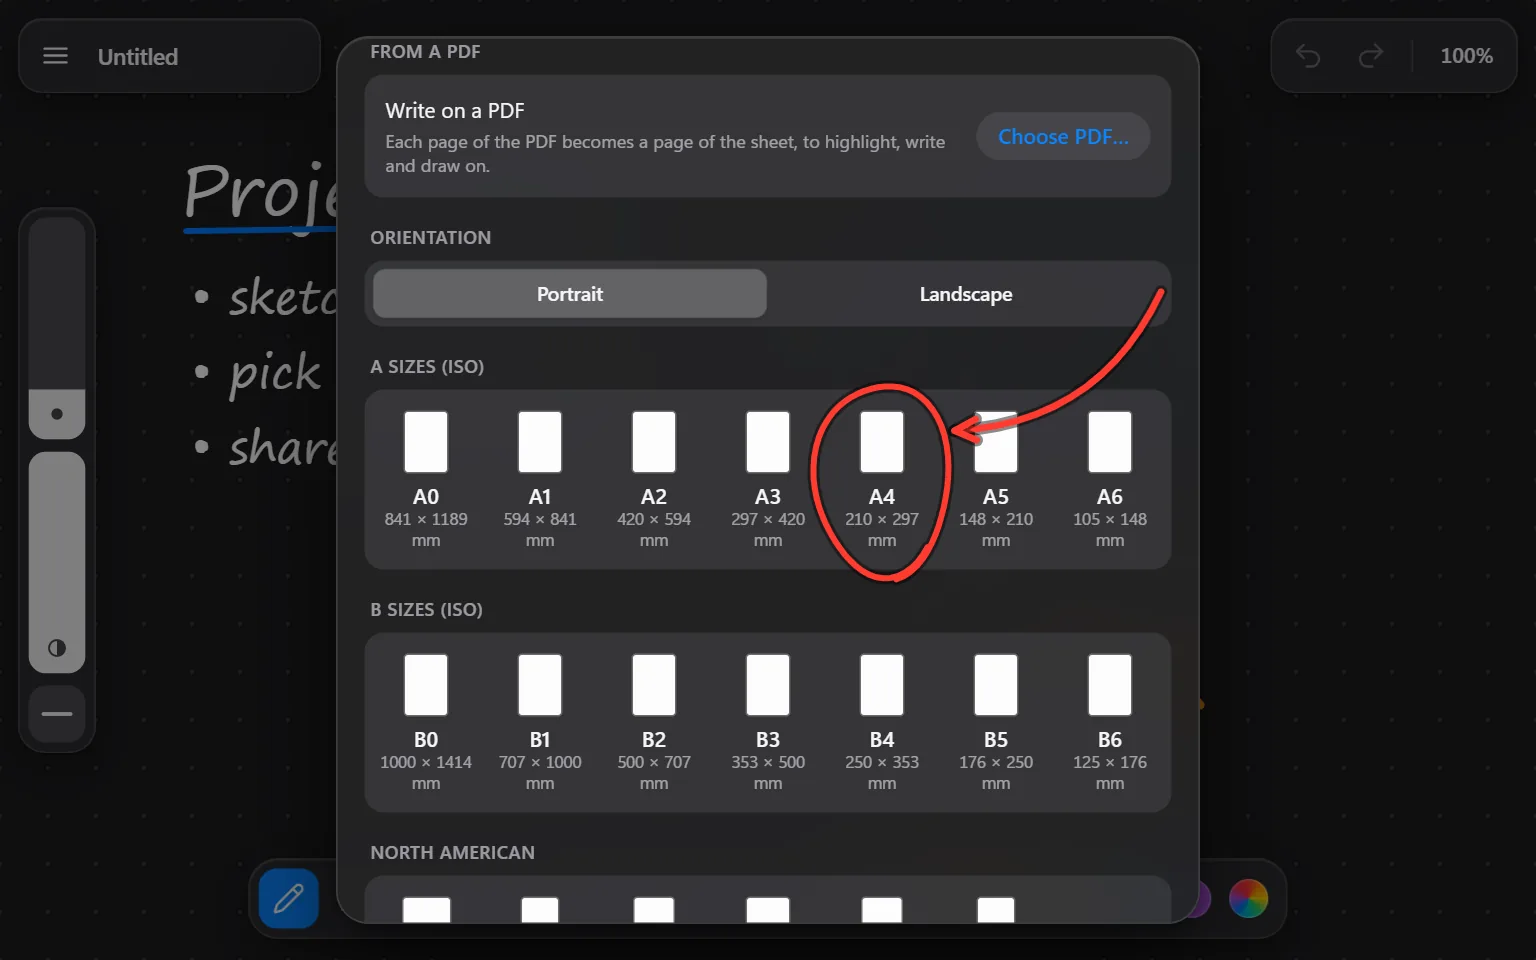 Untitled
100%
FROM A PDF
Write on a PDF
Each page of the PDF becomes a page of the sheet, to highlight, write
and draw on.
Choose PDF...
ORIENTATION
Portrait
Landscape
A SIZES (ISO)
A0
841 × 1189
mm
A1
594 × 841
mm
A2
420 × 594
mm
A3
297 × 420
mm
A4
210 × 297
mm
A5
148 × 210
mm
A6
105 × 148
mm
B SIZES (ISO)
B0
1000 × 1414
mm
B1
707 × 1000
mm
B2
500 × 707
mm
B3
353 × 500
mm
B4
250 × 353
mm
B5
176 × 250
mm
B6
125 × 176
mm
NORTH AMERICAN
• pick
• share